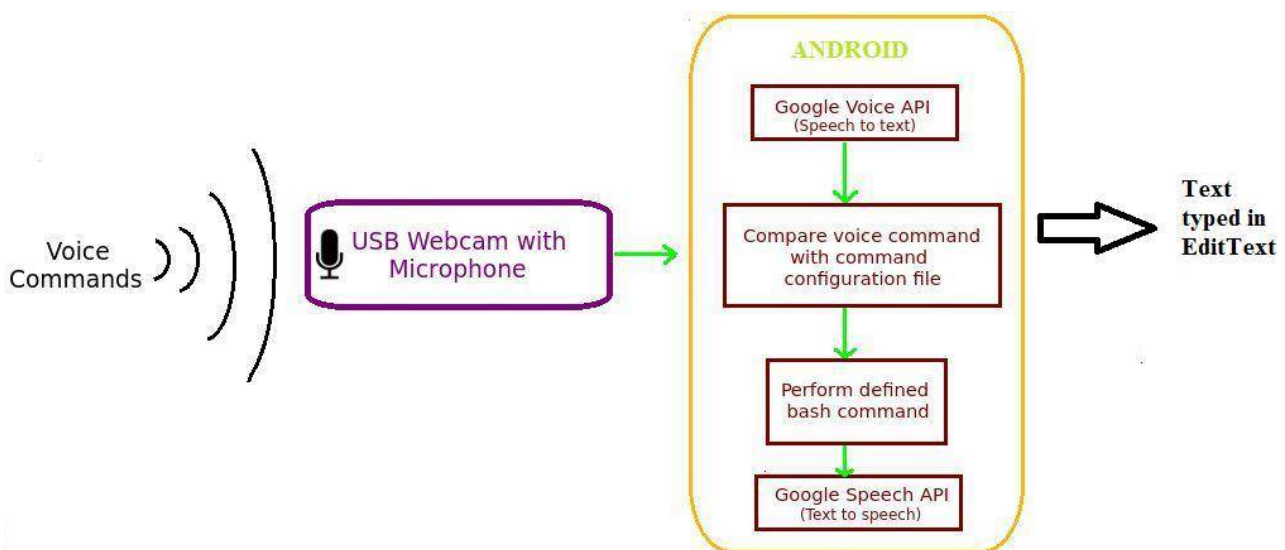 Voice
Commands
USB Webcam with
Microphone
ANDROID
Google Voice API
(Speech to text)
Compare voice command
with command
configuration file
Perform defined
bash command
Google Speech API
(Text to speech)
Text
typed in
EditText